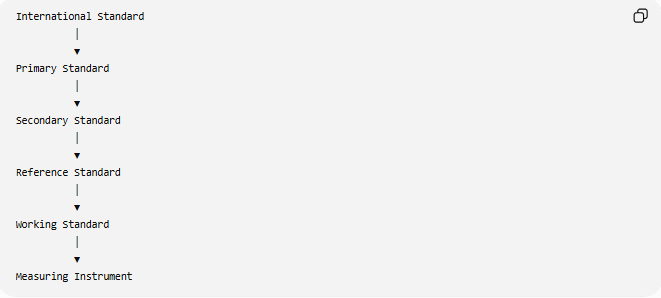 International Standard
│
▼
Primary Standard
│
▼
Secondary Standard
│
▼
Reference Standard
│
▼
Working Standard
│
▼
Measuring Instrument